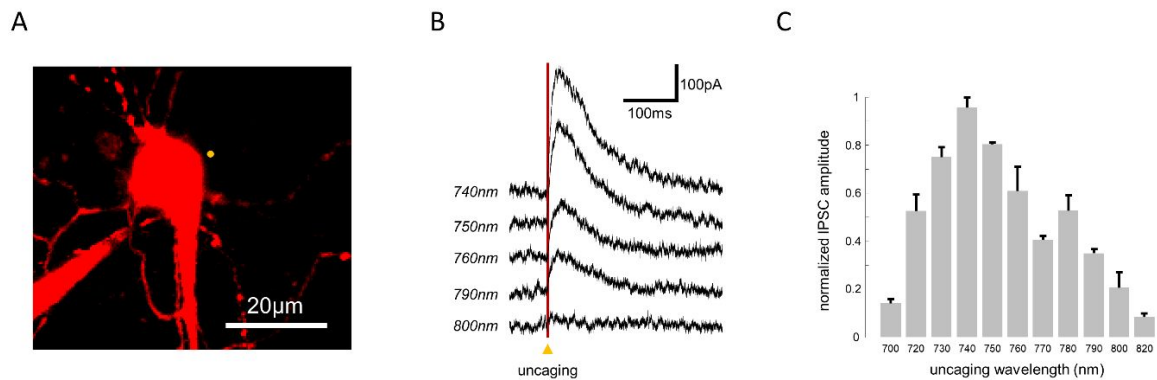 A
20µm
B
100pA
100ms
740nm
750nm
760nm
790nm
800nm
uncaging
C
normalized IPSC amplitude
1
0.8
0.6
0.4
0.2
0
700 720 730 740 750 760 770 780 790 800 820
uncaging wavelength (nm)